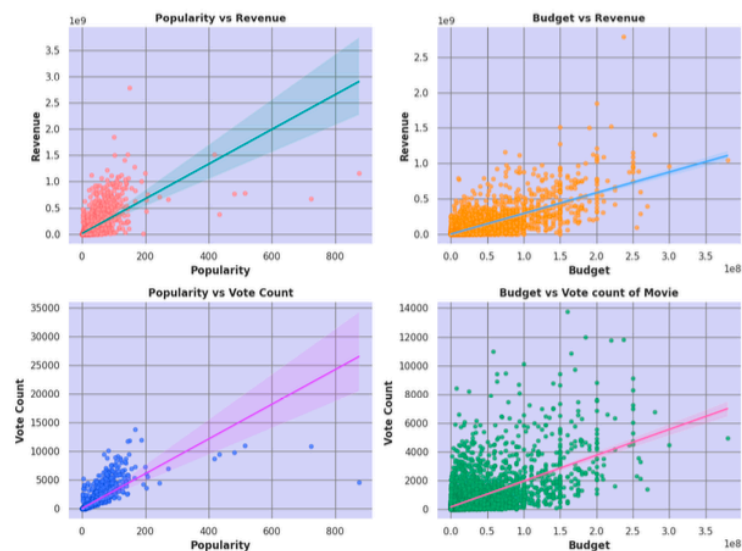 Popularity vs Revenue
1e9
3.5
3.0
2.5
2.0
1.5
1.0
0.5
0.0
Revenue
0 200 400 600 800
Popularity
Budget vs Revenue
1e9
2.5
2.0
1.5
1.0
0.5
0.0
Revenue
0.0 0.5 1.0 1.5 2.0 2.5 3.0 3.5
1e8
Budget
Popularity vs Vote Count
35000
30000
25000
20000
15000
10000
5000
0
Vote Count
0 200 400 600 800
Popularity
Budget vs Vote count of Movie
14000
12000
10000
8000
6000
4000
2000
0
Vote Count
0.0 0.5 1.0 1.5 2.0 2.5 3.0 3.5
1e8
Budget